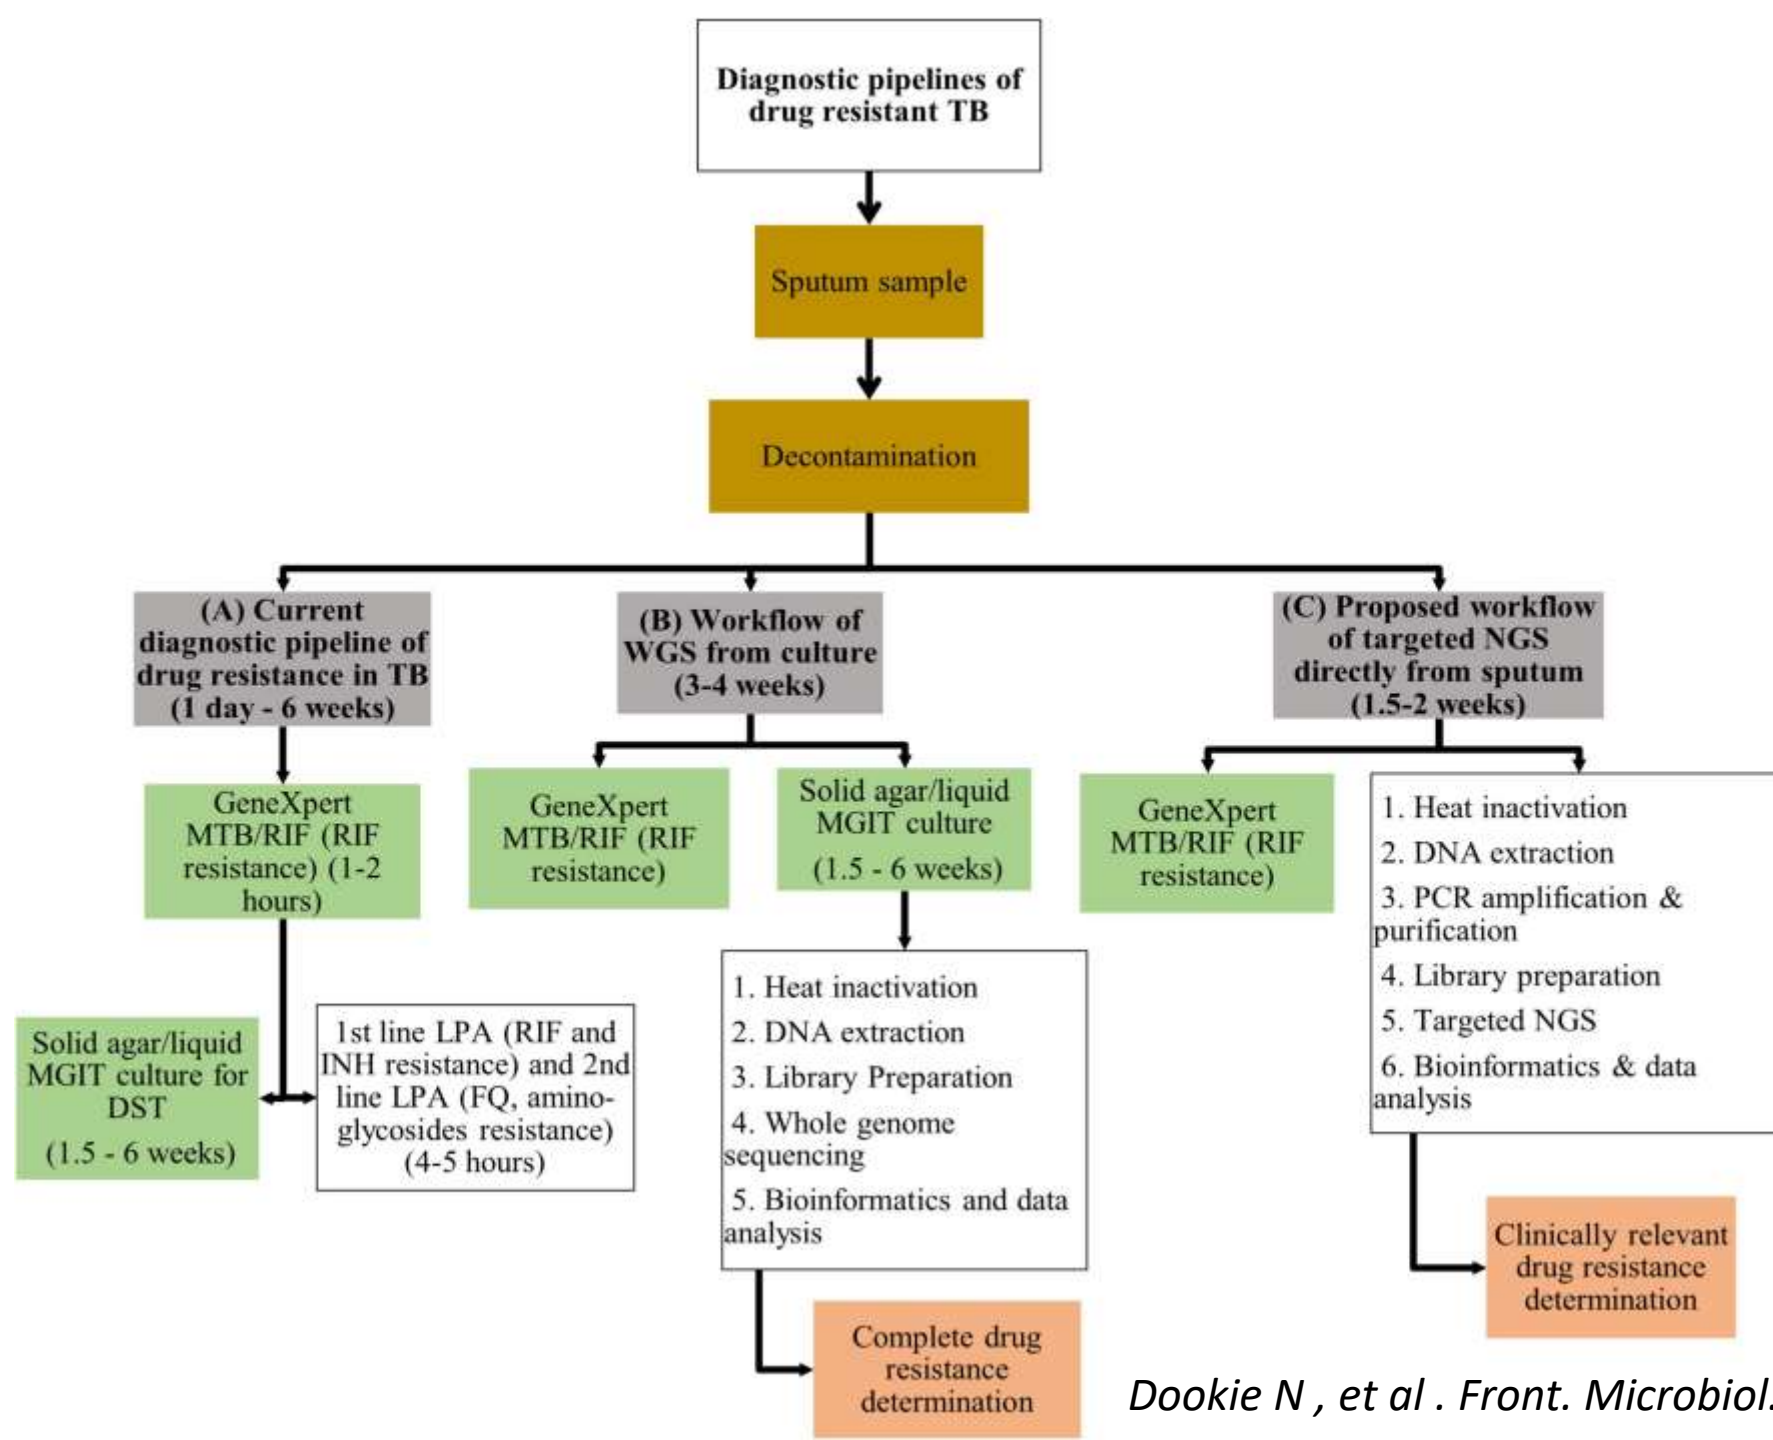 Diagnostic pipelines of
drug resistant TB
Sputum sample
Decontamination
(A) Current
diagnostic pipeline of
drug resistance in TB
(1 day - 6 weeks)
(B) Workflow of
WGS from culture
(3-4 weeks)
(C) Proposed workflow
of targeted NGS
directly from sputum
(1.5-2 weeks)
GeneXpert
MTB/RIF (RIF
resistance) (1-2
hours)
Solid agar/liquid
MGIT culture for
DST
(1.5 - 6 weeks)
1st line LPA (RIF and
INH resistance) and 2nd
line LPA (FQ, amino-
glycosides resistance)
(4-5 hours)
GeneXpert
MTB/RIF (RIF
resistance)
Solid agar/liquid
MGIT culture
(1.5 - 6 weeks)
1. Heat inactivation
2. DNA extraction
3. Library Preparation
4. Whole genome
sequencing
5. Bioinformatics and data
analysis
Complete drug
resistance
determination
GeneXpert
MTB/RIF (RIF
resistance)
1. Heat inactivation
2. DNA extraction
3. PCR amplification &
purification
4. Library preparation
5. Targeted NGS
6. Bioinformatics & data
analysis
Clinically relevant
drug resistance
determination
Dookie N , et al . Front. Microbiol.